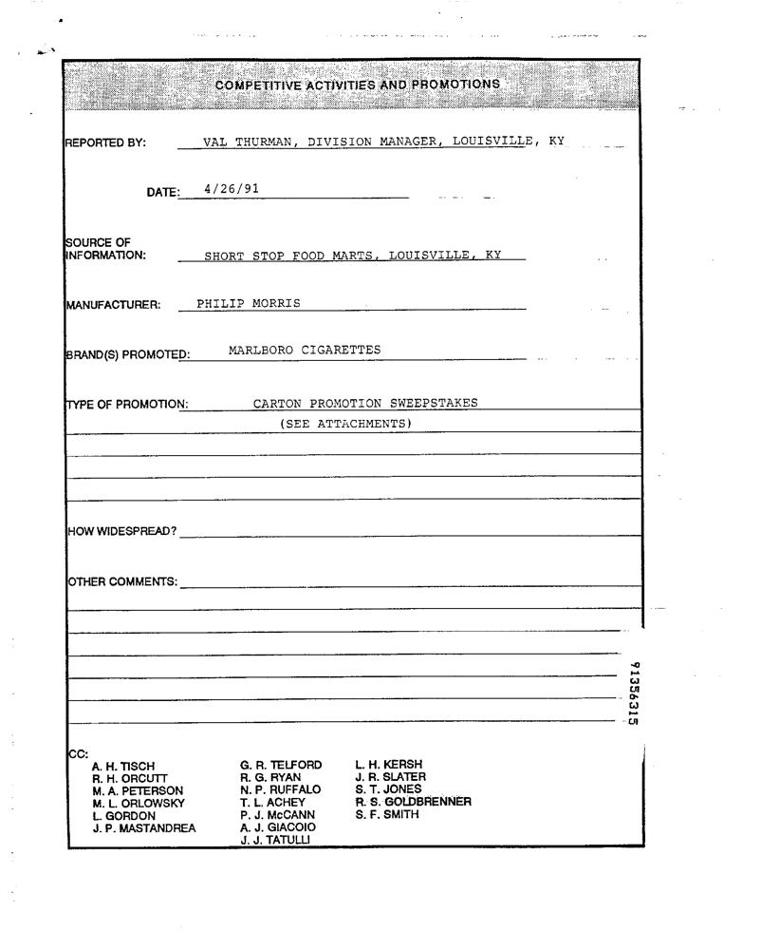 COMPETITIVE ACTIVITIES AND PROMOTIONS
REPORTED BY: VAL THURMAN, DIVISION MANAGER, LOUISVILLE, KY
DATE: 4/26/91
SOURCE OF
INFORMATION: SHORT STOP FOOD MARTS, LOUISVILLE, KY
MANUFACTURER: PHILIP MORRIS
BRAND(S) PROMOTED: MARLBORO CIGARETTES
TYPE OF PROMOTION: CARTON PROMOTION SWEEPSTAKES
(SEE ATTACHMENTS)
HOW WIDESPREAD?
OTHER COMMENTS:
91356315
CC:
A. H. TISCH G. R. TELFORD L. H. KERSH
R. H. ORCUTT R. G. RYAN J. R. SLATER
M. A. PETERSON N. P. RUFFALO S. T. JONES
M. L. ORLOWSKY T. L. ACHEY R. S. GOLDBRENNER
L. GORDON P. J. McCANN S. F. SMITH
J. P. MASTANDREA A. J. GIACOIO
J. J. TATULLI